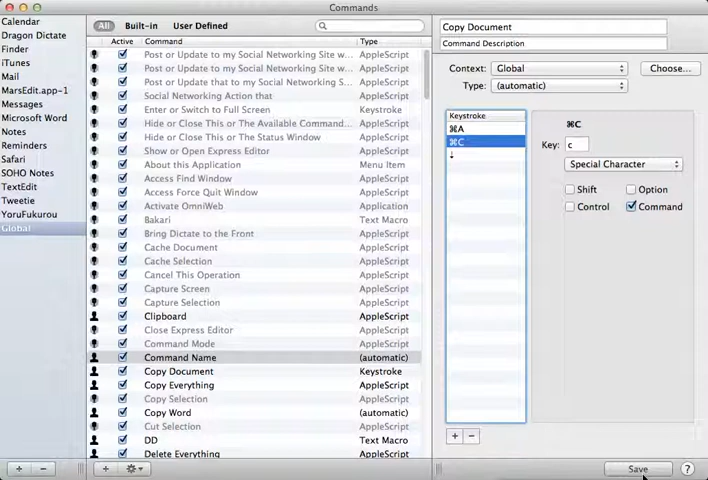 Commands
Calendar
Dragon Dictate
Finder
iTunes
Mail
MarsEdit.app-1
Messages
Microsoft Word
Notes
Reminders
Safari
SOHO Notes
TextEdit
Tweetie
YoruFukurou
Global
All Built-in User Defined
Active Command Type
Post or Update to my Social Networking Site w... AppleScript
Post or Update to my Social Networking Site w... AppleScript
Post or Update that to my Social Networking S... AppleScript
Social Networking Action that AppleScript
Enter or Switch to Full Screen Keystroke
Hide or Close This or The Available Command... AppleScript
Hide or Close This or The Status Window AppleScript
Show or Open Express Editor AppleScript
About this Application Menu Item
Access Find Window AppleScript
Access Force Quit Window AppleScript
Activate OmniWeb Application
Bakari Text Macro
Bring Dictate to the Front AppleScript
Cache Document AppleScript
Cache Selection AppleScript
Cancel This Operation AppleScript
Capture Screen AppleScript
Capture Selection AppleScript
Clipboard AppleScript
Close Express Editor AppleScript
Command Mode AppleScript
Command Name (automatic)
Copy Document Keystroke
Copy Everything AppleScript
Copy Selection AppleScript
Copy Word (automatic)
Cut Selection AppleScript
DD Text Macro
Delete Everything AppleScript
Copy Document
Command Description
Context: Global Choose...
Type: (automatic)
Keystroke
⌘A
⌘C
⇣
⌘C
Key: c
Special Character
Shift Option
Control Command
+ −
+ −
+
Save ?